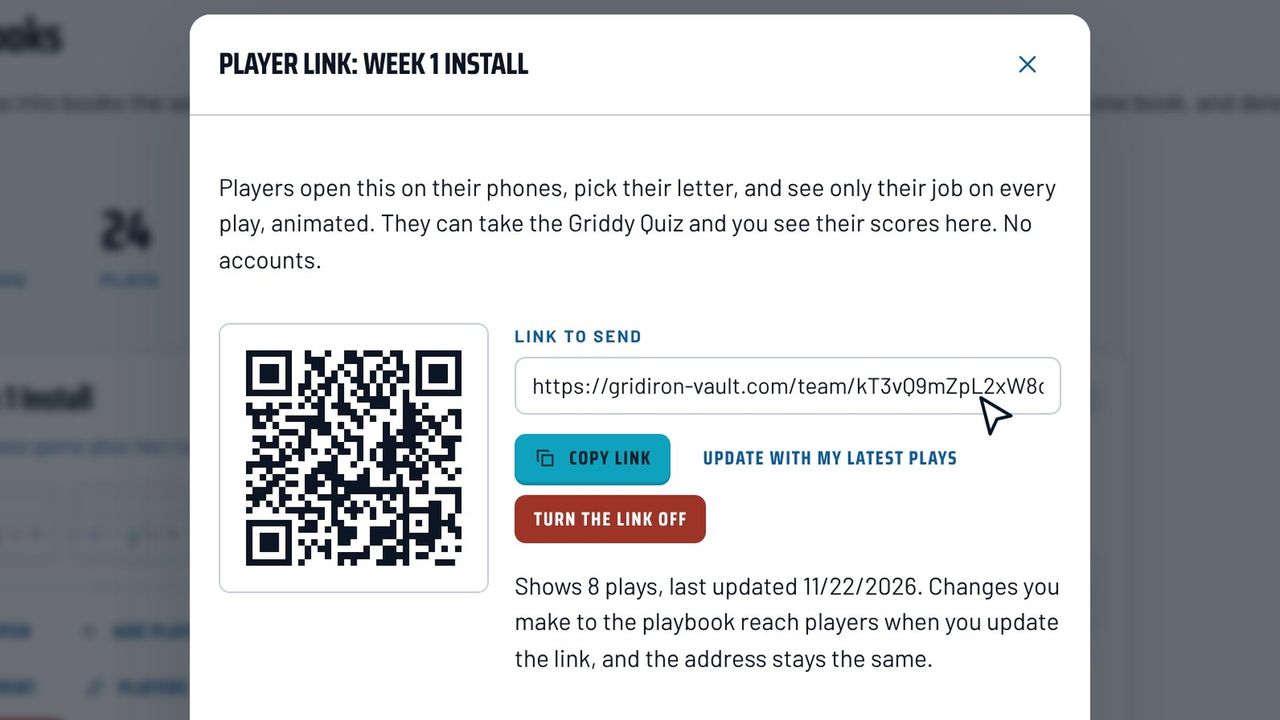 PLAYER LINK: WEEK 1 INSTALL
Players open this on their phones, pick their letter, and see only their job on every
play, animated. They can take the Griddy Quiz and you see their scores here. No
accounts.
LINK TO SEND
https://gridiron-vault.com/team/kT3vQ9mZpL2xW8
COPY LINK
UPDATE WITH MY LATEST PLAYS
TURN THE LINK OFF
Shows 8 plays, last updated 11/22/2026. Changes you
make to the playbook reach players when you update
the link, and the address stays the same.
24
PLAYS
1 Install